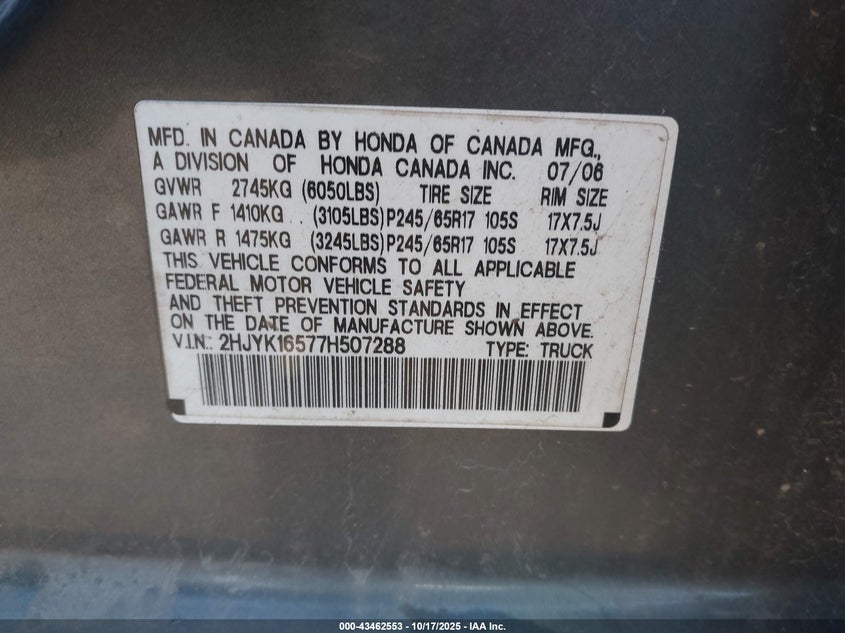 MFD. IN CANADA BY HONDA OF CANADA MFG.,
A DIVISION OF HONDA CANADA INC. 07/06
GVWR 2745KG (6050LBS) TIRE SIZE RIM SIZE
GAWR F 1410KG (3105LBS) P245/65R17 105S 17X7.5J
GAWR R 1475KG (3245LBS) P245/65R17 105S 17X7.5J
THIS VEHICLE CONFORMS TO ALL APPLICABLE
FEDERAL MOTOR VEHICLE SAFETY
AND THEFT PREVENTION STANDARDS IN EFFECT
ON THE DATE OF MANUFACTURE SHOWN ABOVE.
V.I.N.: 2HJYK16577H507288 TYPE: TRUCK
000-43462553 | 10/17/2025 - IAA Inc.